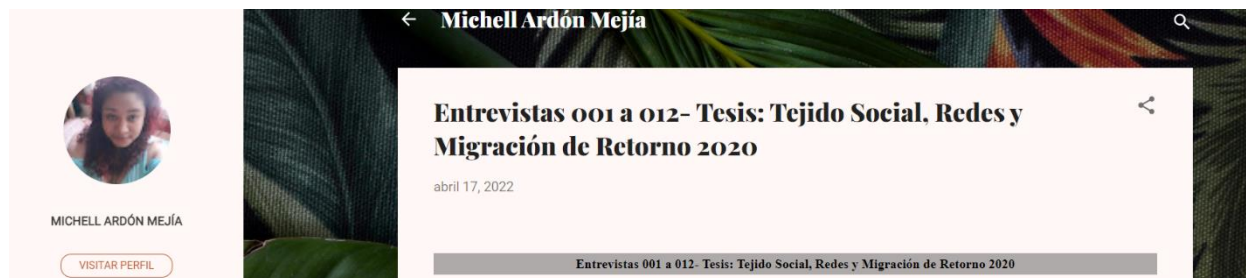 Michell Ardón Mejía
Entrevistas 001 a 012- Tesis: Tejido Social, Redes y
Migración de Retorno 2020
abril 17, 2022
MICHELL ARDÓN MEJÍA
VISITAR PERFIL
Entrevistas 001 a 012- Tesis: Tejido Social, Redes y Migración de Retorno 2020